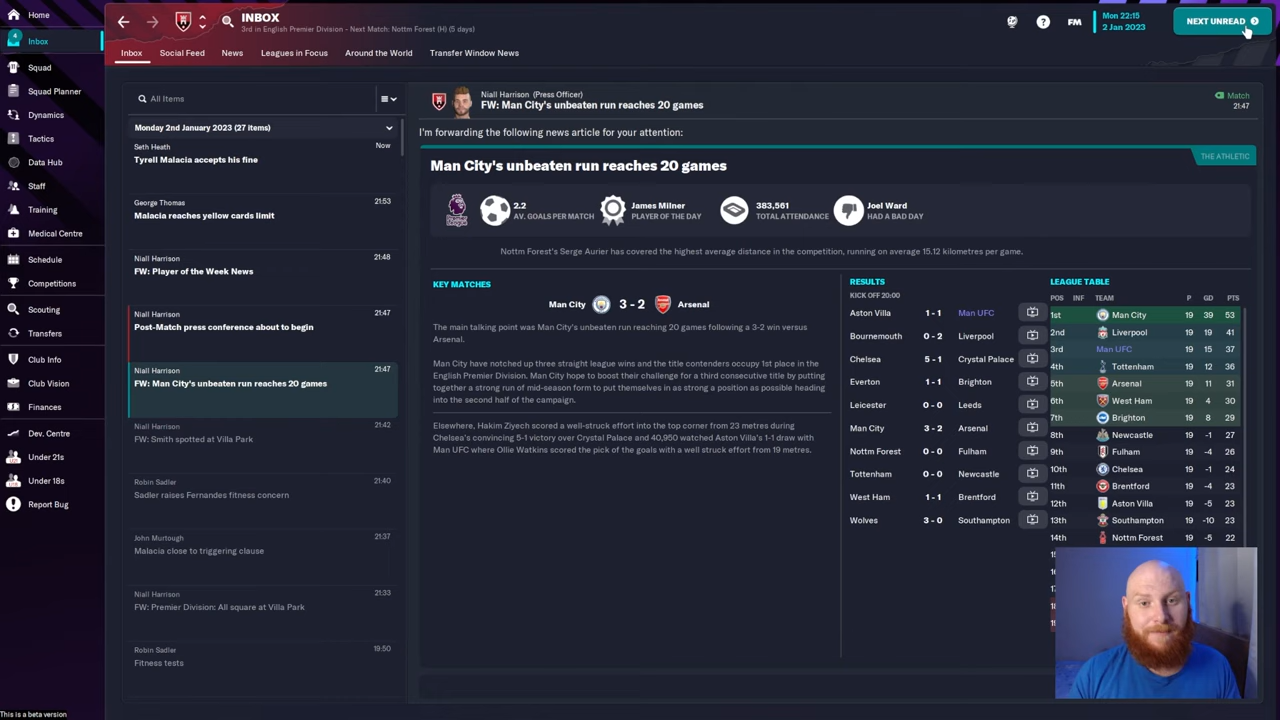 Home
4
Inbox
Squad
Squad Planner
Dynamics
Tactics
Data Hub
Staff
Training
Medical Centre
Schedule
Competitions
Scouting
Transfers
Club Info
Club Vision
Finances
Dev. Centre
Under 21s
Under 18s
Report Bug
This is a beta version
INBOX
3rd in English Premier Division - Next Match: Nottm Forest (H) (5 days)
FM
Mon 22:15
2 Jan 2023
NEXT UNREAD
Inbox Social Feed News Leagues in Focus Around the World Transfer Window News
All Items
Monday 2nd January 2023 (27 items)
Seth Heath Now
Tyrell Malacia accepts his fine
George Thomas 21:53
Malacia reaches yellow cards limit
Niall Harrison 21:48
FW: Player of the Week News
Niall Harrison 21:47
Post-Match press conference about to begin
Niall Harrison 21:47
FW: Man City's unbeaten run reaches 20 games
Niall Harrison 21:42
FW: Smith spotted at Villa Park
Robin Sadler 21:40
Sadler raises Fernandes fitness concern
John Murtough 21:37
Malacia close to triggering clause
Niall Harrison 21:33
FW: Premier Division: All square at Villa Park
Robin Sadler 19:50
Fitness tests
Niall Harrison (Press Officer)
FW: Man City's unbeaten run reaches 20 games
Match
21:47
I'm forwarding the following news article for your attention:
THE ATHLETIC
Man City's unbeaten run reaches 20 games
2.2
AV. GOALS PER MATCH
James Milner
PLAYER OF THE DAY
383,561
TOTAL ATTENDANCE
Joel Ward
HAD A BAD DAY
Nottm Forest's Serge Aurier has covered the highest average distance in the competition, running on average 15.12 kilometres per game.
KEY MATCHES
Man City 3 - 2 Arsenal
The main talking point was Man City's unbeaten run reaching 20 games following a 3-2 win versus
Arsenal.
Man City have notched up three straight league wins and the title contenders occupy 1st place in the
English Premier Division. Man City hope to boost their challenge for a third consecutive title by putting
together a strong run of mid-season form to put themselves in as strong a position as possible heading
into the second half of the campaign.
Elsewhere, Hakim Ziyech scored a well-struck effort into the top corner from 23 metres during
Chelsea's convincing 5-1 victory over Crystal Palace and 40,950 watched Aston Villa's 1-1 draw with
Man UFC where Ollie Watkins scored the pick of the goals with a well struck effort from 19 metres.
RESULTS
KICK OFF 20:00
Aston Villa 1 - 1 Man UFC
Bournemouth 0 - 2 Liverpool
Chelsea 5 - 1 Crystal Palace
Everton 1 - 1 Brighton
Leicester 0 - 0 Leeds
Man City 3 - 2 Arsenal
Nottm Forest 0 - 0 Fulham
Tottenham 0 - 0 Newcastle
West Ham 1 - 1 Brentford
Wolves 3 - 0 Southampton
LEAGUE TABLE
POS INF TEAM P GD PTS
1st Man City 19 39 53
2nd Liverpool 19 19 41
3rd Man UFC 19 15 37
4th Tottenham 19 12 36
5th Arsenal 19 11 31
6th West Ham 19 4 30
7th Brighton 19 8 29
8th Newcastle 19 -1 27
9th Fulham 19 -4 26
10th Chelsea 19 -1 24
11th Brentford 19 -4 23
12th Aston Villa 19 -5 23
13th Southampton 19 -10 23
14th Nottm Forest 19 -5 22